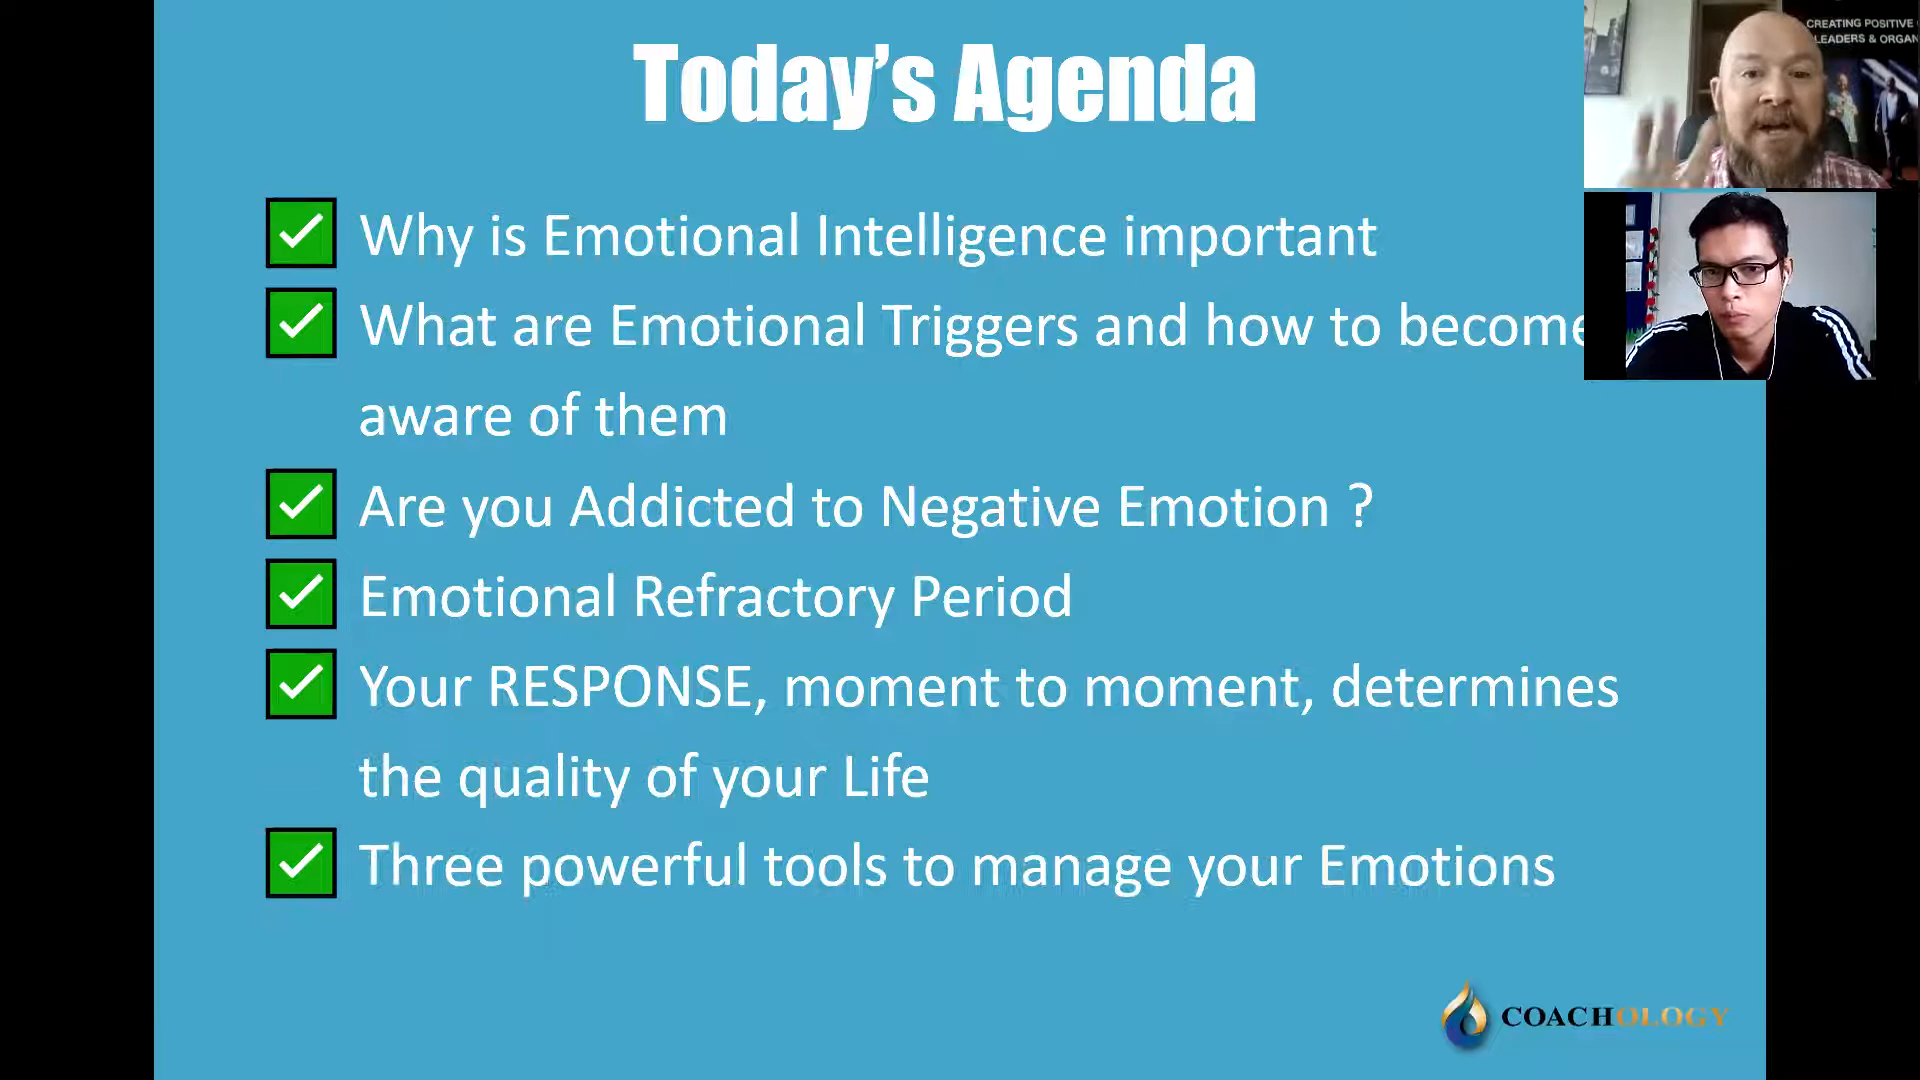 Today's Agenda
CREATING POSITIVE
LEADERS & ORGAN
Why is Emotional Intelligence important
What are Emotional Triggers and how to become
aware of them
Are you Addicted to Negative Emotion ?
Emotional Refractory Period
Your RESPONSE, moment to moment, determines
the quality of your Life
Three powerful tools to manage your Emotions
COACHOLOGY